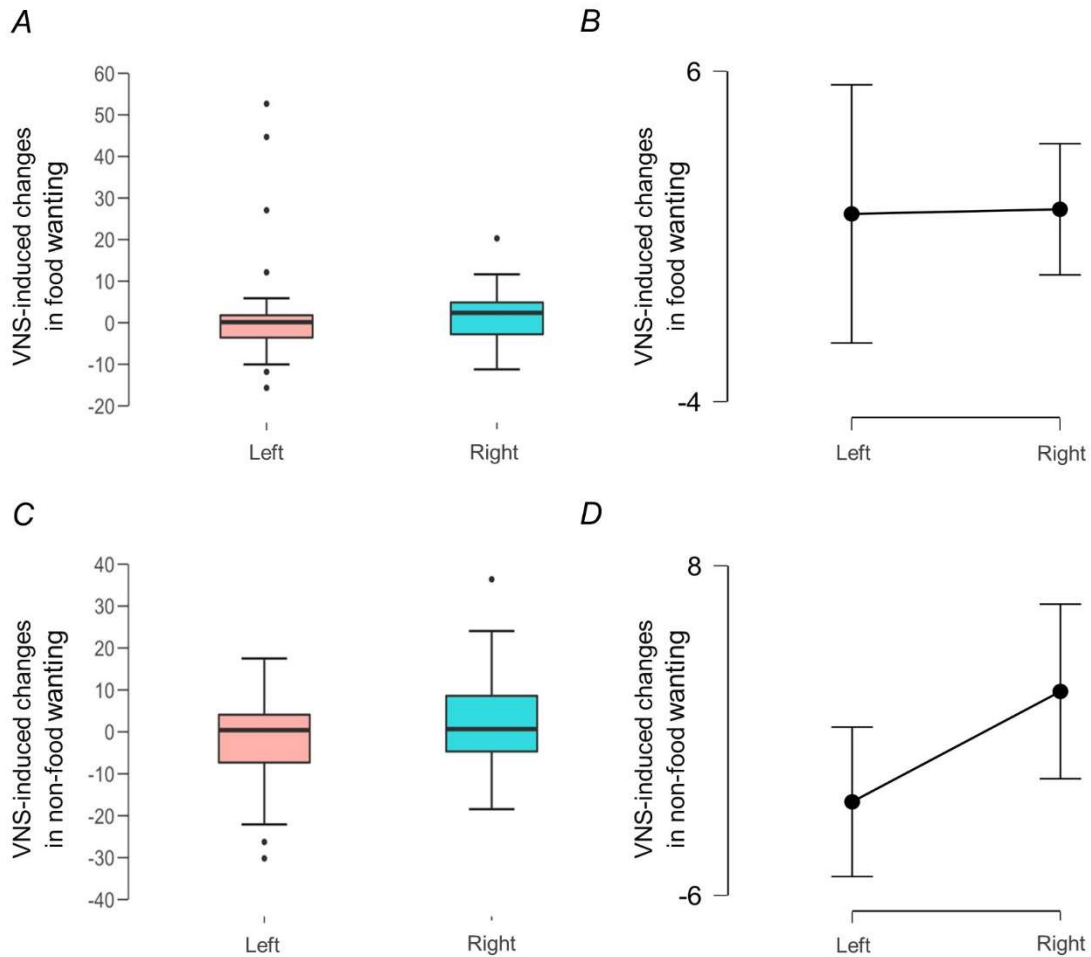 A
VNS-induced changes
in food wanting
60
50
40
30
20
10
0
-10
-20
Left
Right
B
VNS-induced changes
in food wanting
6
-4
Left
Right
C
VNS-induced changes
in non-food wanting
40
30
20
10
0
-10
-20
-30
-40
Left
Right
D
VNS-induced changes
in non-food wanting
8
-6
Left
Right